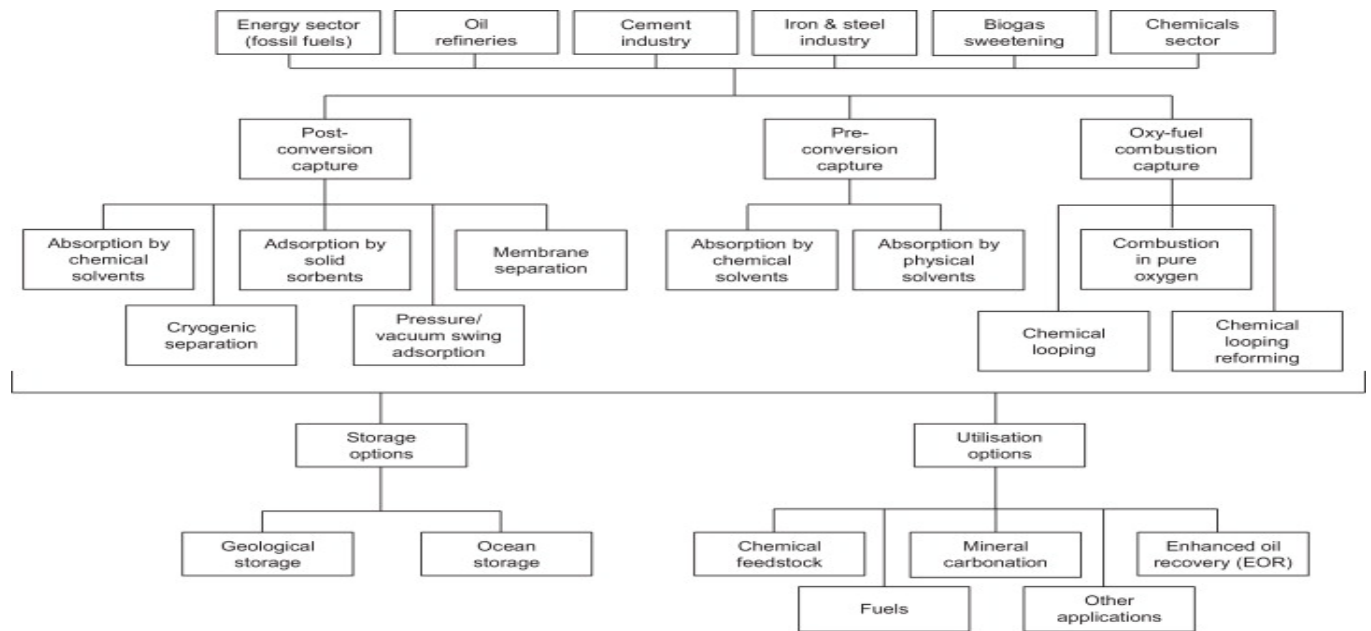 Energy sector
(fossil fuels)
Oil
refineries
Cement
industry
Iron & steel
industry
Biogas
sweetening
Chemicals
sector
Post-
conversion
capture
Pre-
conversion
capture
Oxy-fuel
combustion
capture
Absorption by
chemical
solvents
Adsorption by
solid
sorbents
Membrane
separation
Absorption by
chemical
solvents
Absorption by
physical
solvents
Combustion
in pure
oxygen
Cryogenic
separation
Pressure/
vacuum swing
adsorption
Chemical
looping
Chemical
looping
reforming
Storage
options
Utilisation
options
Geological
storage
Ocean
storage
Chemical
feedstock
Mineral
carbonation
Enhanced oil
recovery (EOR)
Fuels
Other
applications